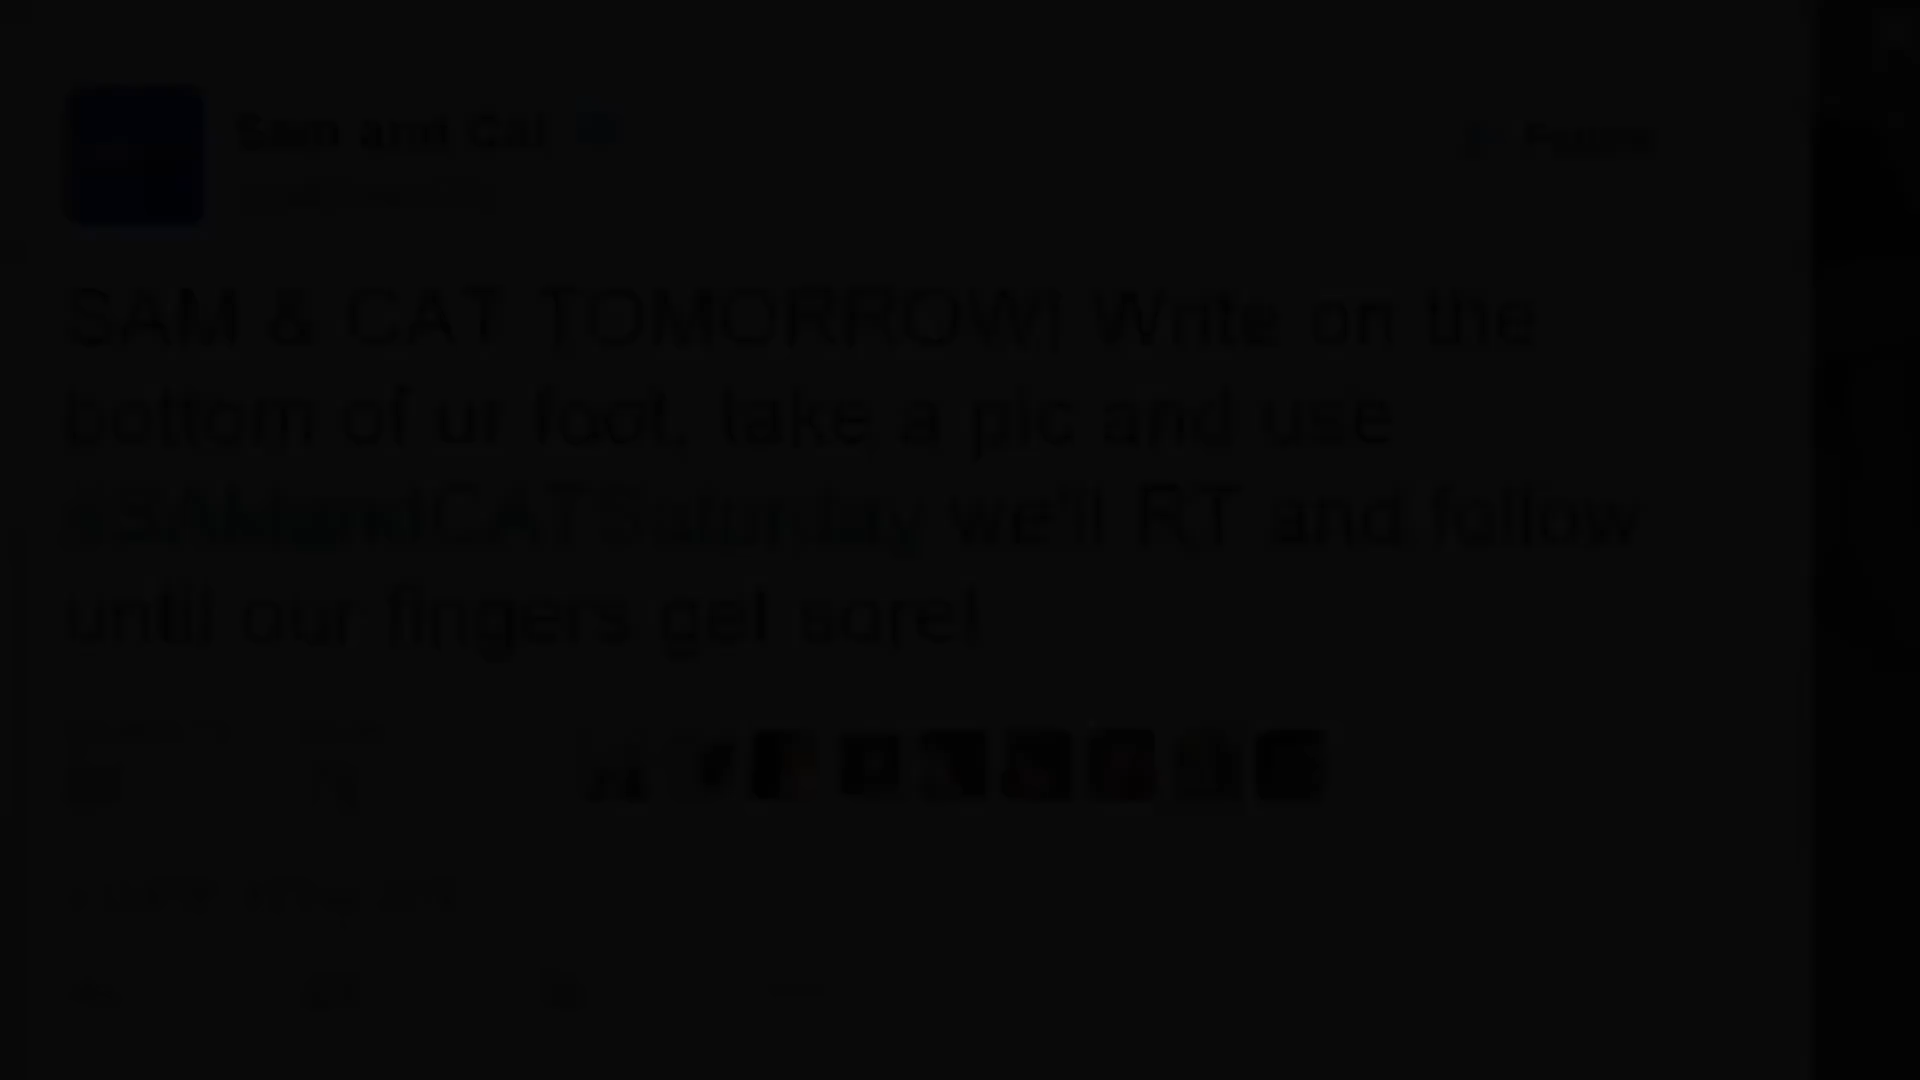 Sam and Cat
Follow
SAM & CAT TOMORROW! Write on the
bottom of ur foot, take a pic and use
#SAMandCATSaturday we'll RT and follow
until our fingers get sore!